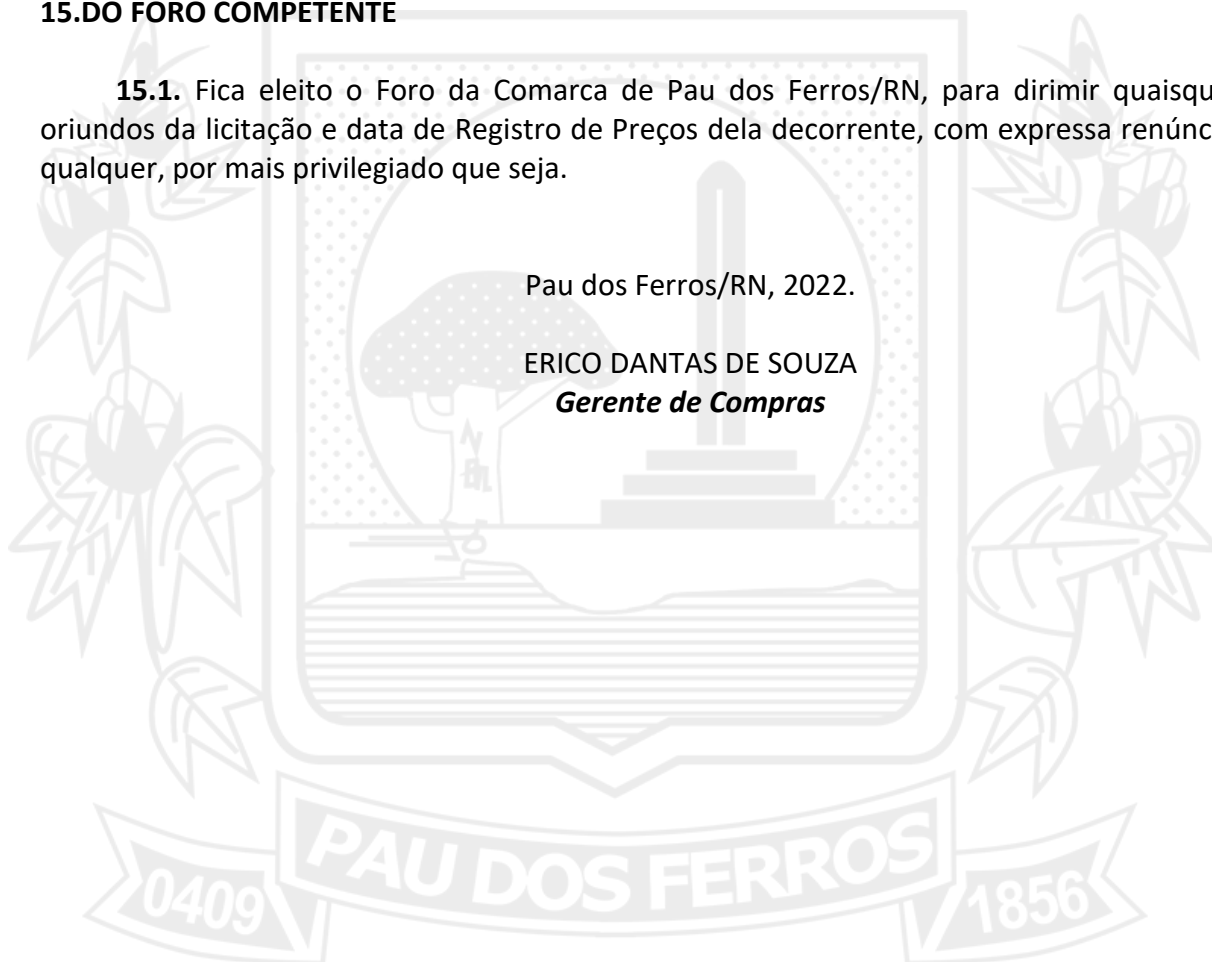 15.DO FORO COMPETENTE
15.1. Fica eleito o Foro da Comarca de Pau dos Ferros/RN, para dirimir quaisqu
oriundos da licitação e data de Registro de Preços dela decorrente, com expressa renúnc
qualquer, por mais privilegiado que seja.
Pau dos Ferros/RN, 2022.
ERICO DANTAS DE SOUZA
Gerente de Compras
PAU DOS FERROS
0409
1856